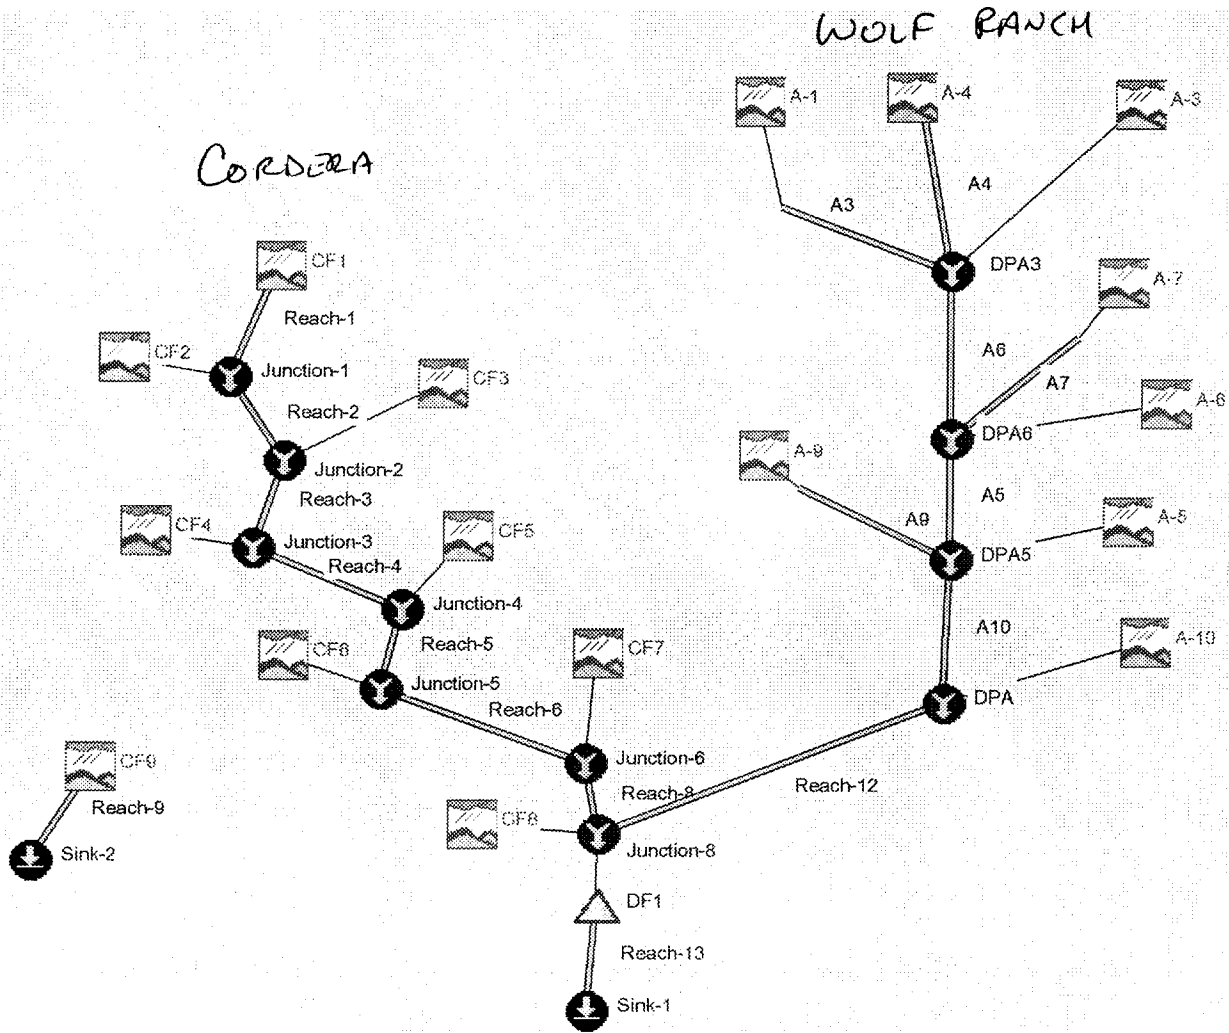 WOLF RANCH
A-1
A-4
A-3
CORDERA
A4
A3
CF1
DPA3
A-7
Reach-1
CF2
Junction-1
CF3
A6
A7
Reach-2
A-6
DPA6
A-9
Junction-2
Reach-3
A5
CF4
CF5
A9
A-5
Junction-3
DPA5
Reach-4
Junction-4
A10
A-10
CF6
Reach-5
CF7
Junction-5
DPA
Reach-6
CF9
Junction-6
Reach-9
Reach-8
Reach-12
CF8
Sink-2
Junction-8
DF1
Reach-13
Sink-1